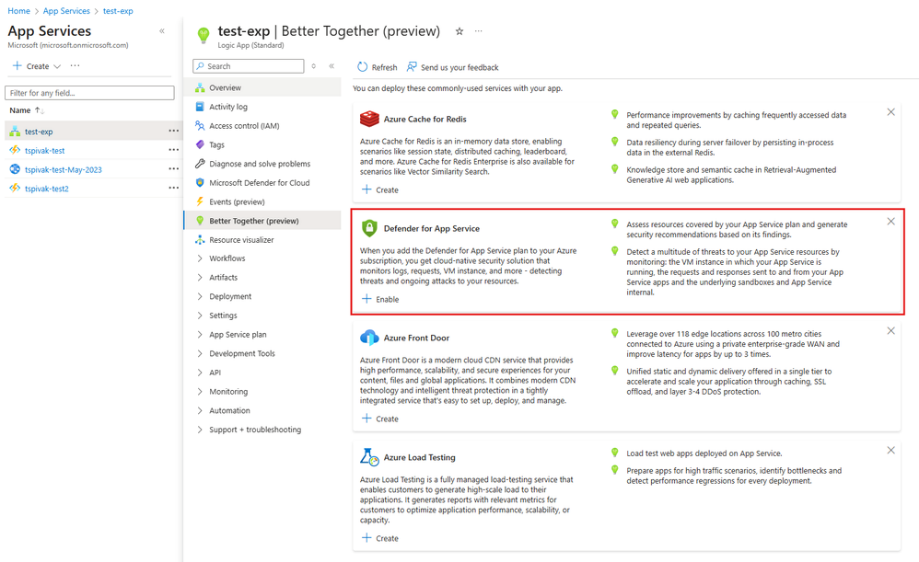 Home > App Services > test-exp
App Services
Microsoft (microsoft.onmicrosoft.com)
+ Create
Filter for any field...
Name ↑↓
test-exp
tspivak-test
tspivak-test-May-2023
tspivak-test2
test-exp | Better Together (preview)
Logic App (Standard)
Search
Overview
Activity log
Access control (IAM)
Tags
Diagnose and solve problems
Microsoft Defender for Cloud
Events (preview)
Better Together (preview)
Resource visualizer
Workflows
Artifacts
Deployment
Settings
App Service plan
Development Tools
API
Monitoring
Automation
Support + troubleshooting
Refresh
Send us your feedback
You can deploy these commonly-used services with your app.
Azure Cache for Redis
Azure Cache for Redis is an in-memory data store, enabling
scenarios like session state, distributed caching, leaderboard,
and more. Azure Cache for Redis Enterprise is also available for
scenarios like Vector Similarity Search.
+ Create
Performance improvements by caching frequently accessed data
and repeated queries.
Data resiliency during server failover by persisting in-process
data in the external Redis.
Knowledge store and semantic cache in Retrieval-Augmented
Generative AI web applications.
Defender for App Service
When you add the Defender for App Service plan to your Azure
subscription, you get cloud-native security solution that
monitors logs, requests, VM instance, and more - detecting
threats and ongoing attacks to your resources.
+ Enable
Assess resources covered by your App Service plan and generate
security recommendations based on its findings.
Detect a multitude of threats to your App Service resources by
monitoring: the VM instance in which your App Service is
running, the requests and responses sent to and from your App
Service apps and the underlying sandboxes and App Service
internal.
Azure Front Door
Azure Front Door is a modern cloud CDN service that provides
high performance, scalability, and secure experiences for your
content, files and global applications. It combines modern CDN
technology and intelligent threat protection in a tightly
integrated service that's easy to set up, deploy, and manage.
+ Create
Leverage over 118 edge locations across 100 metro cities
connected to Azure using a private enterprise-grade WAN and
improve latency for apps by up to 3 times.
Unified static and dynamic delivery offered in a single tier to
accelerate and scale your application through caching, SSL
offload, and layer 3-4 DDoS protection.
Azure Load Testing
Azure Load Testing is a fully managed load-testing service that
enables customers to generate high-scale load to their
applications. It generates reports with relevant metrics for
customers to optimize application performance, scalability, or
capacity.
+ Create
Load test web apps deployed on App Service.
Prepare apps for high traffic scenarios, identify bottlenecks and
detect performance regressions for every deployment.